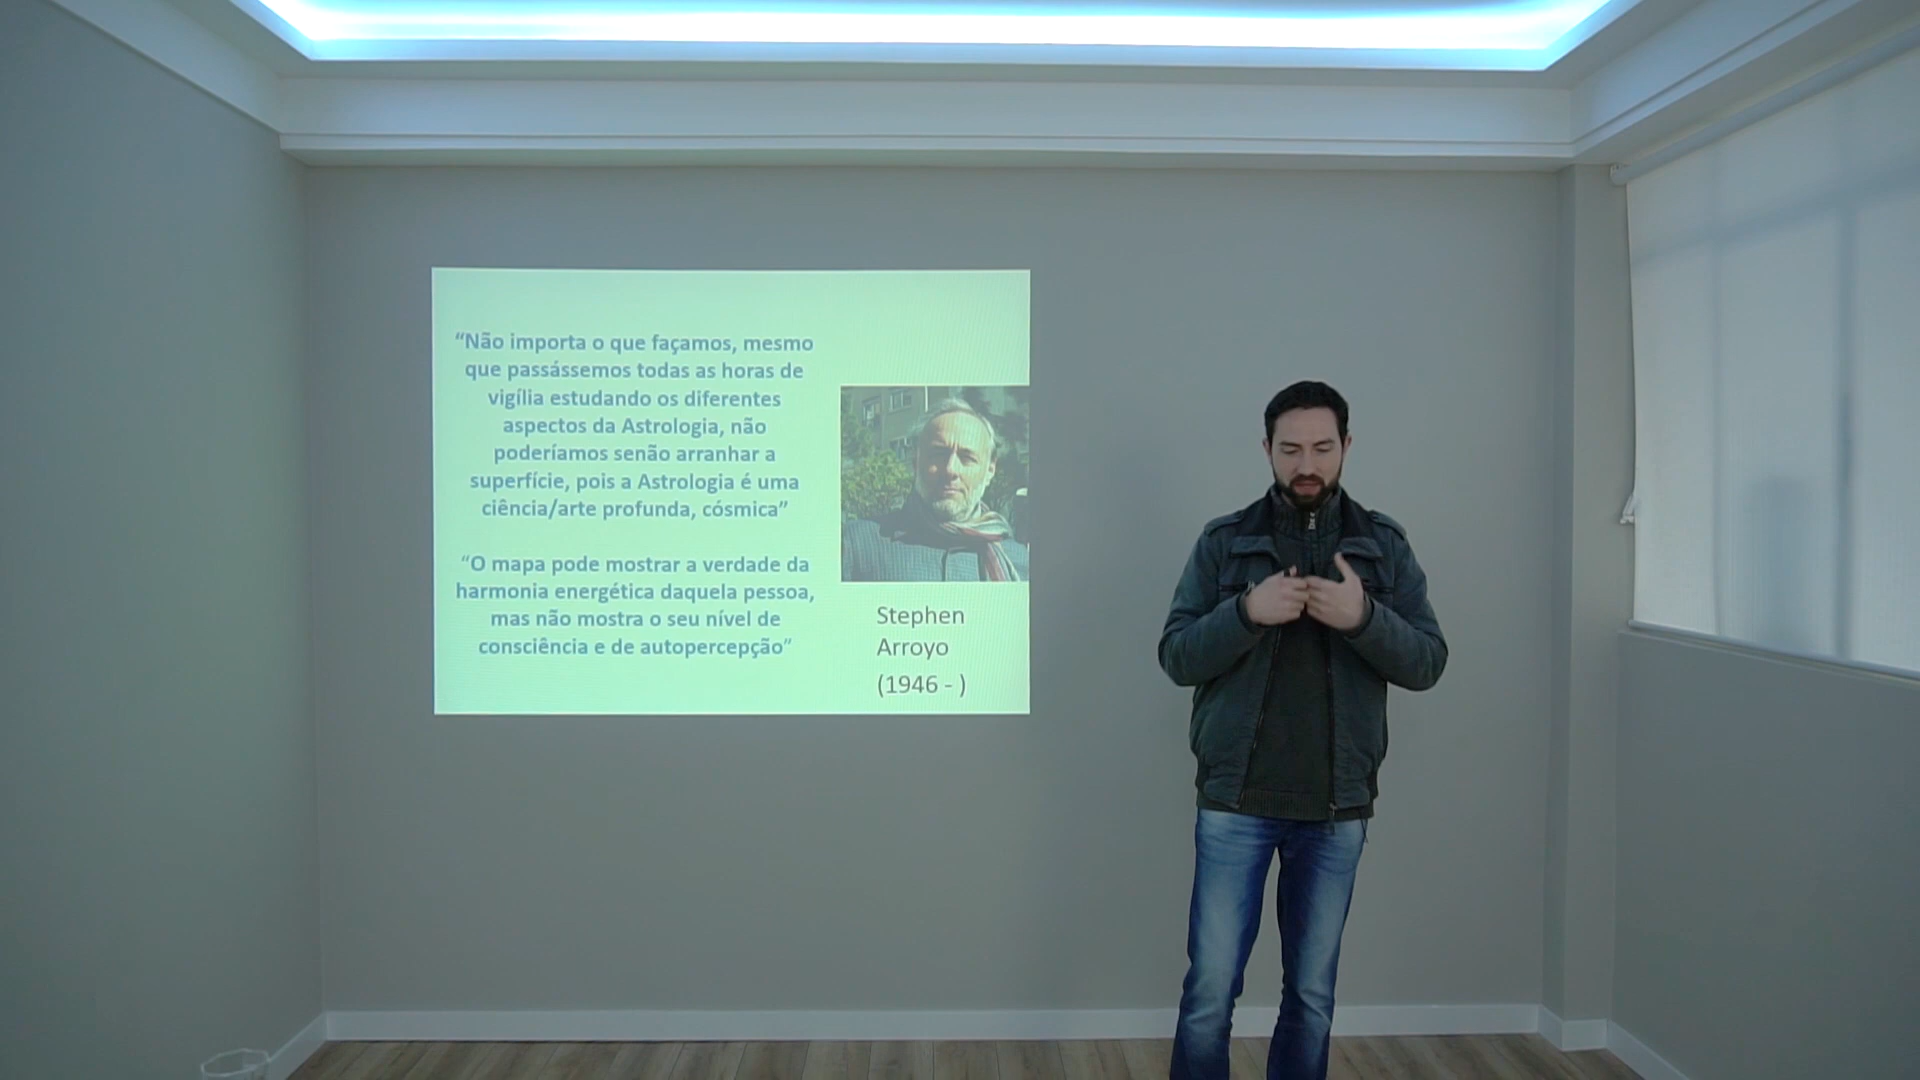 “Não importa o que façamos, mesmo
que passássemos todas as horas de
vigília estudando os diferentes
aspectos da Astrologia, não
poderíamos senão arranhar a
superfície, pois a Astrologia é uma
ciência/arte profunda, cósmica”
“O mapa pode mostrar a verdade da
harmonia energética daquela pessoa,
mas não mostra o seu nível de
consciência e de autopercepção”
Stephen
Arroyo
(1946 - )